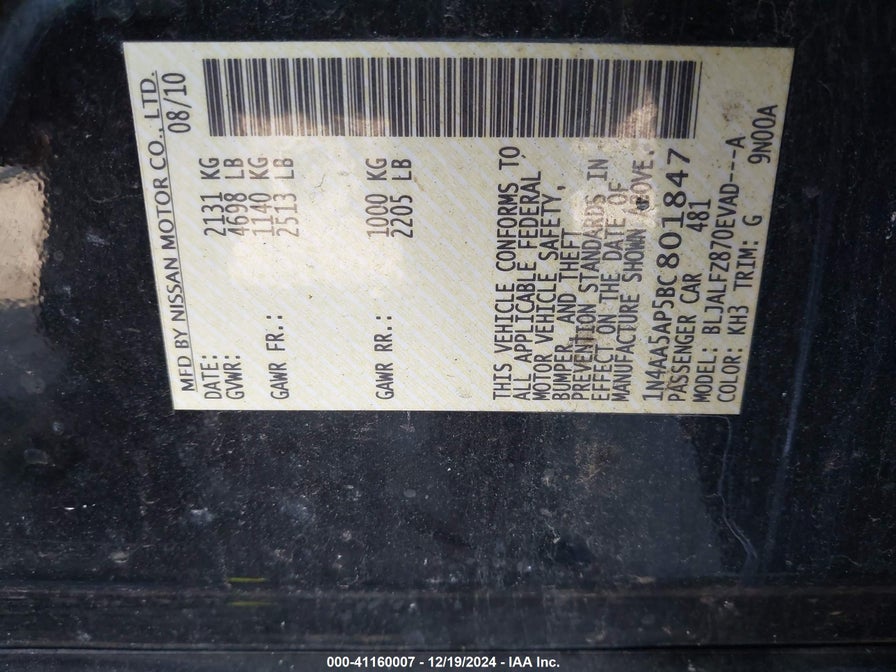 MFD BY NISSAN MOTOR CO., LTD.
DATE: 08/10
GVWR: 2131 KG
4698 LB
GAWR FR.: 1140 KG
2513 LB
GAWR RR.: 1000 KG
2205 LB
THIS VEHICLE CONFORMS TO
ALL APPLICABLE FEDERAL
MOTOR VEHICLE SAFETY,
BUMPER, AND THEFT
PREVENTION STANDARDS IN
EFFECT ON THE DATE OF
MANUFACTURE SHOWN ABOVE.
1N4AA5AP5BC801847
PASSENGER CAR 481
MODEL: BLJALFZ870EVAD---A
COLOR: KH3 TRIM: G 9N00A
000-41160007 - 12/19/2024 - IAA Inc.